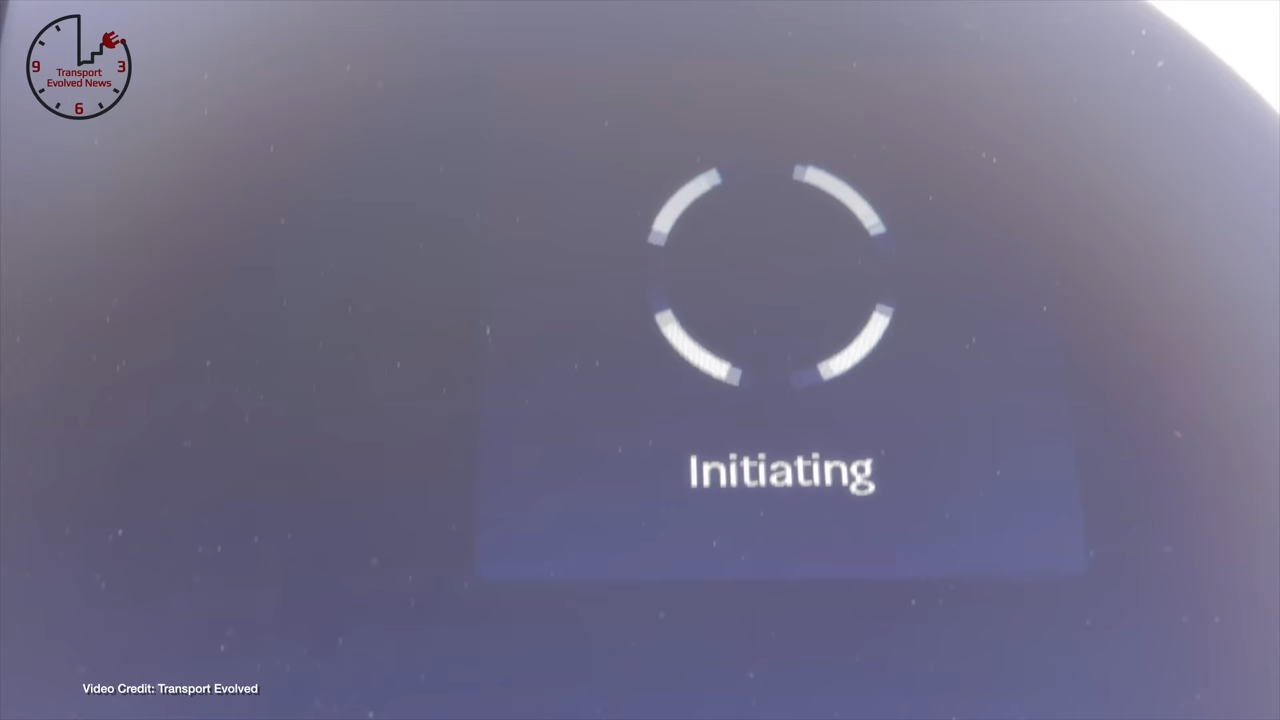 9
3
Transport
Evolved News
6
Initiating
Video Credit: Transport Evolved